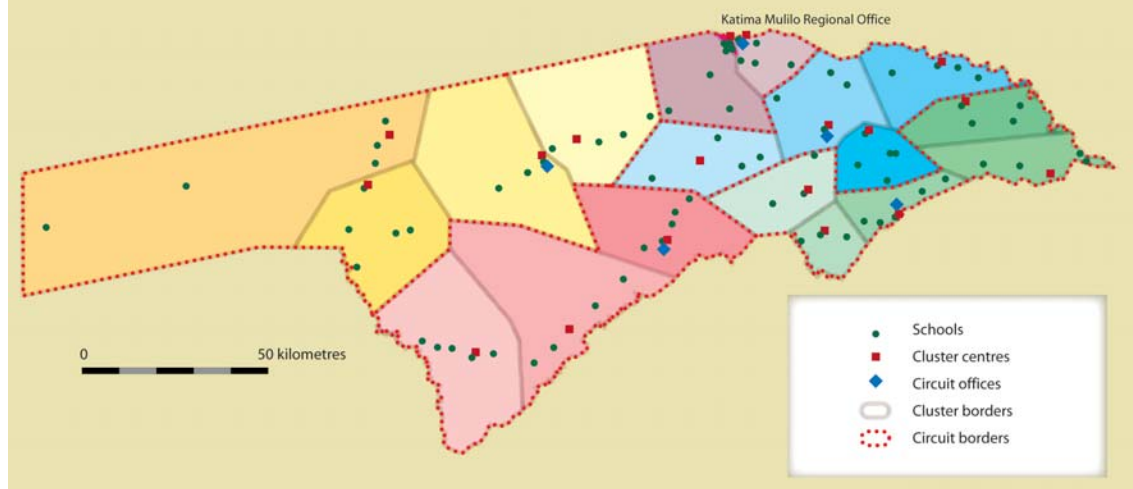 Katima Mulilo Regional Office
0 50 kilometres
Schools
Cluster centres
Circuit offices
Cluster borders
Circuit borders